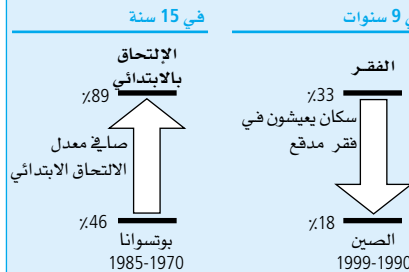 في 9 سنوات
الفقر
٪33
سكان يعيشون في
فقر مدقع
٪18
الصين
1999-1990
في 15 سنة
الإلتحاق
بالابتدائي
٪89
صافي معدل
الالتحاق الابتدائي
٪46
بوتسوانا
1985-1970